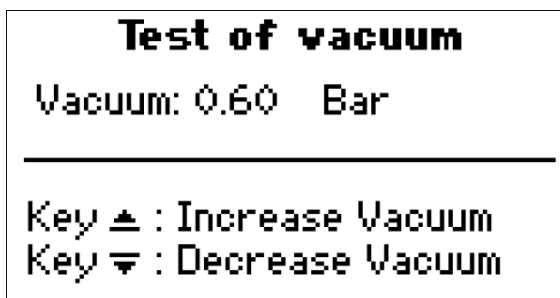 Test of vacuum
Vacuum: 0.60 Bar
Key ▲ : Increase Vacuum
Key ▼ : Decrease Vacuum